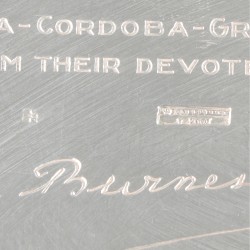 A-CORDOBA-GR
M THEIR DEVOTE
Burnes